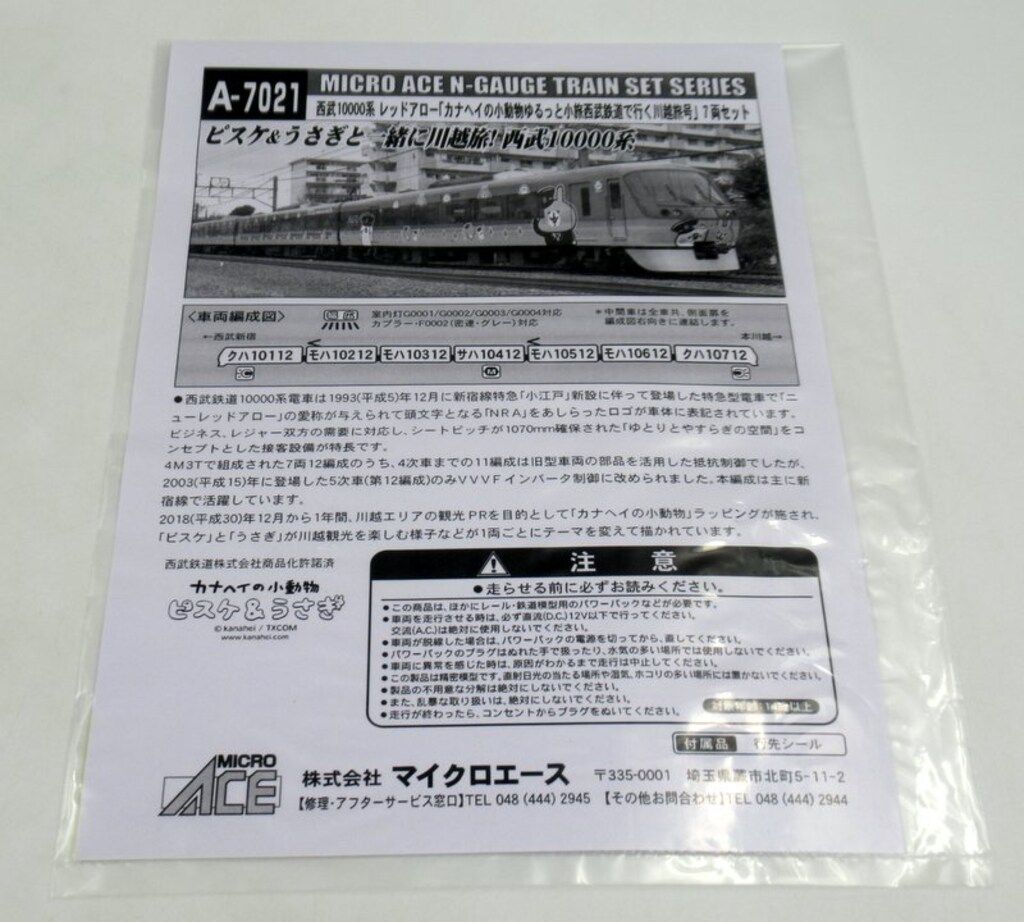 A-7021
MICRO ACE N-GAUGE TRAIN SET SERIES
西武10000系 レッドアロー「カナヘイの小動物ゆるっと小旅西武鉄道で行く川越旅号」7両セット
ピスケ&うさぎと一緒に川越旅! 西武10000系
〈車両編成図〉
室内灯G0001/G0002/G0003/G0004対応
カプラー・F0002(密連・グレー)対応
*中間車は全車共、側面扉を
編成図右向きに連結します。
←西武新宿
本川越→
クハ10112 モハ10212 モハ10312 サハ10412 モハ10512 モハ10612 クハ10712
M
●西武鉄道10000系電車は1993(平成5)年12月に新宿線特急「小江戸」新設に伴って登場した特急型電車で「ニ
ューレッドアロー」の愛称が与えられて頭文字となる「NRA」をあしらったロゴが車体に表記されています。
ビジネス、レジャー双方の需要に対応し、シートピッチが1070mm確保された「ゆとりとやすらぎの空間」をコ
ンセプトとした接客設備が特長です。
4M3Tで組成された7両12編成のうち、4次車までの11編成は旧型車両の部品を活用した抵抗制御でしたが、
2003(平成15)年に登場した5次車(第12編成)のみVVVFインバータ制御に改められました。本編成は主に新
宿線で活躍しています。
2018(平成30)年12月から1年間、川越エリアの観光PRを目的として「カナヘイの小動物」ラッピングが施され、
「ピスケ」と「うさぎ」が川越観光を楽しむ様子などが1両ごとにテーマを変えて描かれています。
西武鉄道株式会社商品化許諾済
カナヘイの小動物
ピスケ&うさぎ
©kanahei / TXCOM
www.kanahei.com
注 意
●走らせる前に必ずお読みください。
●この商品は、ほかにレール・鉄道模型用のパワーパックなどが必要です。
●車両を走行させる時は、必ず直流(D.C.)12V以下で行ってください。
交流(A.C.)は絶対に使用しないでください。
●車両が脱線した場合は、パワーパックの電源を切ってから、直してください。
●パワーパックのプラグはぬれた手で扱ったり、水気の多い場所では使用しないでください。
●車両に異常を感じた時は、原因がわかるまで走行は中止してください。
●この製品は精密模型です。直射日光の当たる場所や湿気、ホコリの多い場所には置かないでください。
●製品の不用意な分解は絶対にしないでください。
●また、乱暴な取り扱いは、絶対にしないでください。
●走行が終わったら、コンセントからプラグをぬいてください。
対象年齢:14歳以上
付属品 行先シール
MICRO ACE
株式会社 マイクロエース 〒335-0001 埼玉県蕨市北町5-11-2
【修理・アフターサービス窓口】TEL 048 (444) 2945 【その他お問合わせ】TEL 048 (444) 2944